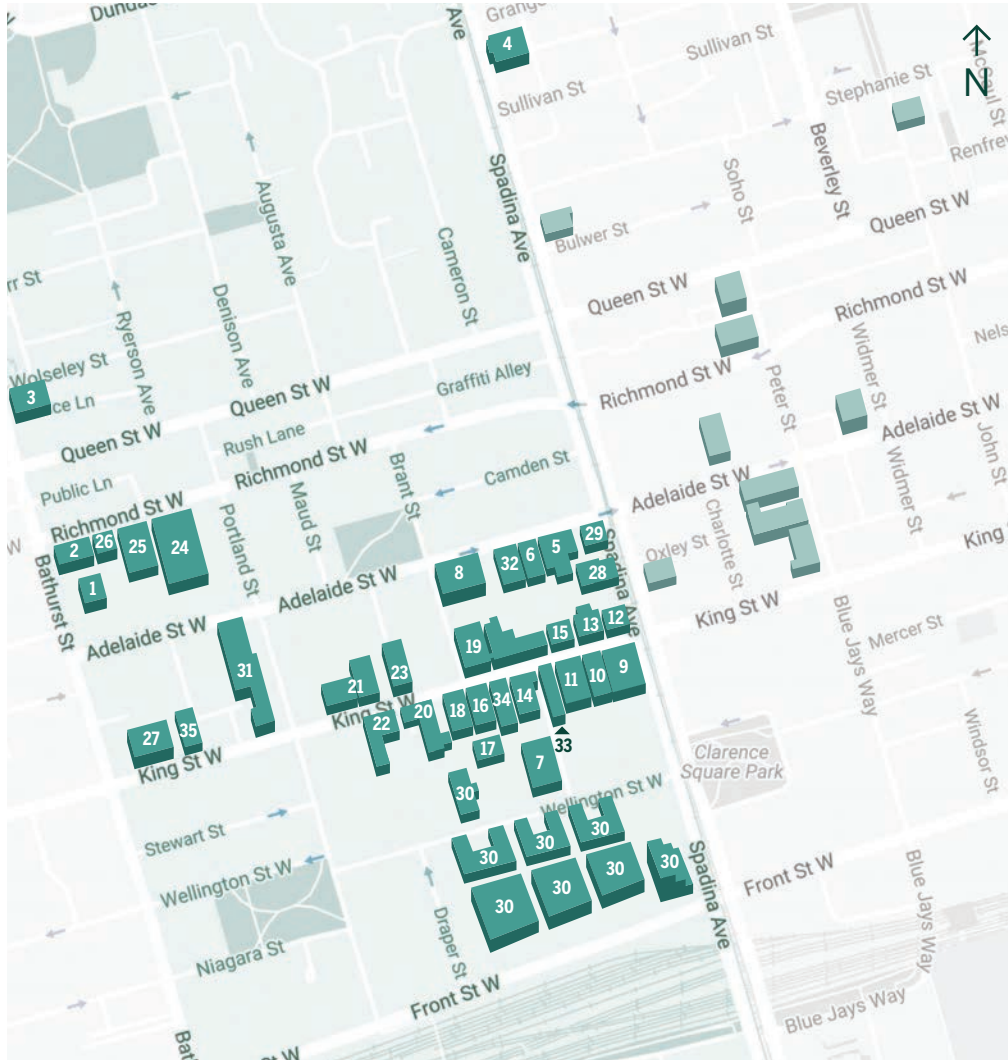 Dundas
Ave
Grange
4
Sullivan St
N
McCaul St
Sullivan St
Stephanie St
Renfrew
Beverley St
Spadina Ave
Soho St
Queen St W
Bulwer St
Augusta Ave
Cameron St
rr St
Denison Ave
Ryerson Ave
Queen St W
Richmond St W
Widmer St
Nels
Wolseley St
3
ce Ln
Queen St W
Graffiti Alley
Richmond St W
Peter St
Adelaide St W
John St
Queen St W
Rush Lane
Richmond St W
Brant St
Camden St
Adelaide St W
Widmer St
Public Ln
Maud St
Portland St
Richmond St W
W
2
26
25
24
1
Bathurst St
Charlotte St
Oxley St
King
29
5
6
32
8
28
Spadina Ave
Adelaide St W
Adelaide St W
King St W
Blue Jays Way
Mercer St
12
13
15
19
31
23
21
9
10
11
14
34
16
18
20
22
King St W
33
17
7
27
35
King St W
Clarence
Square Park
Windsor St
30
Wellington St W
30
30
30
Stewart St
Wellington St W
30
30
30
30
Spadina Ave
Front St W
Blue Jays Way
Draper St
Niagara St
Front St W
Blue Jays Way
Bat
St W